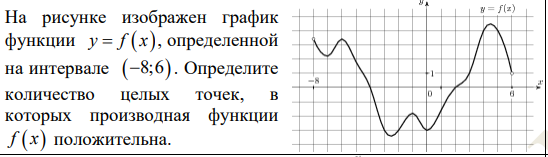 На рисунке изображен график
функции y = f(x), определенной
на интервале (−8;6). Определите
количество целых точек, в
которых производная функции
f(x) положительна.
y
y = f(x)
−8
1
0
6
x